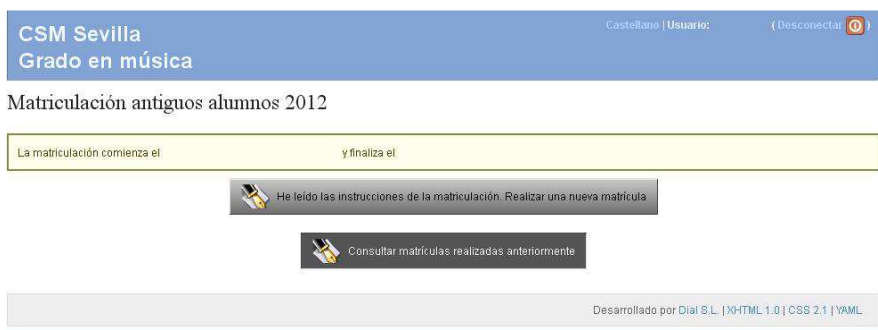 CSM Sevilla
Grado en música
Castellano | Usuario: ( Desconectar )
Matriculación antiguos alumnos 2012
La matriculación comienza el y finaliza el
He leído las instrucciones de la matriculación. Realizar una nueva matrícula
Consultar matrículas realizadas anteriormente
Desarrollado por Dial S.L. | XHTML 1.0 | CSS 2.1 | YAML